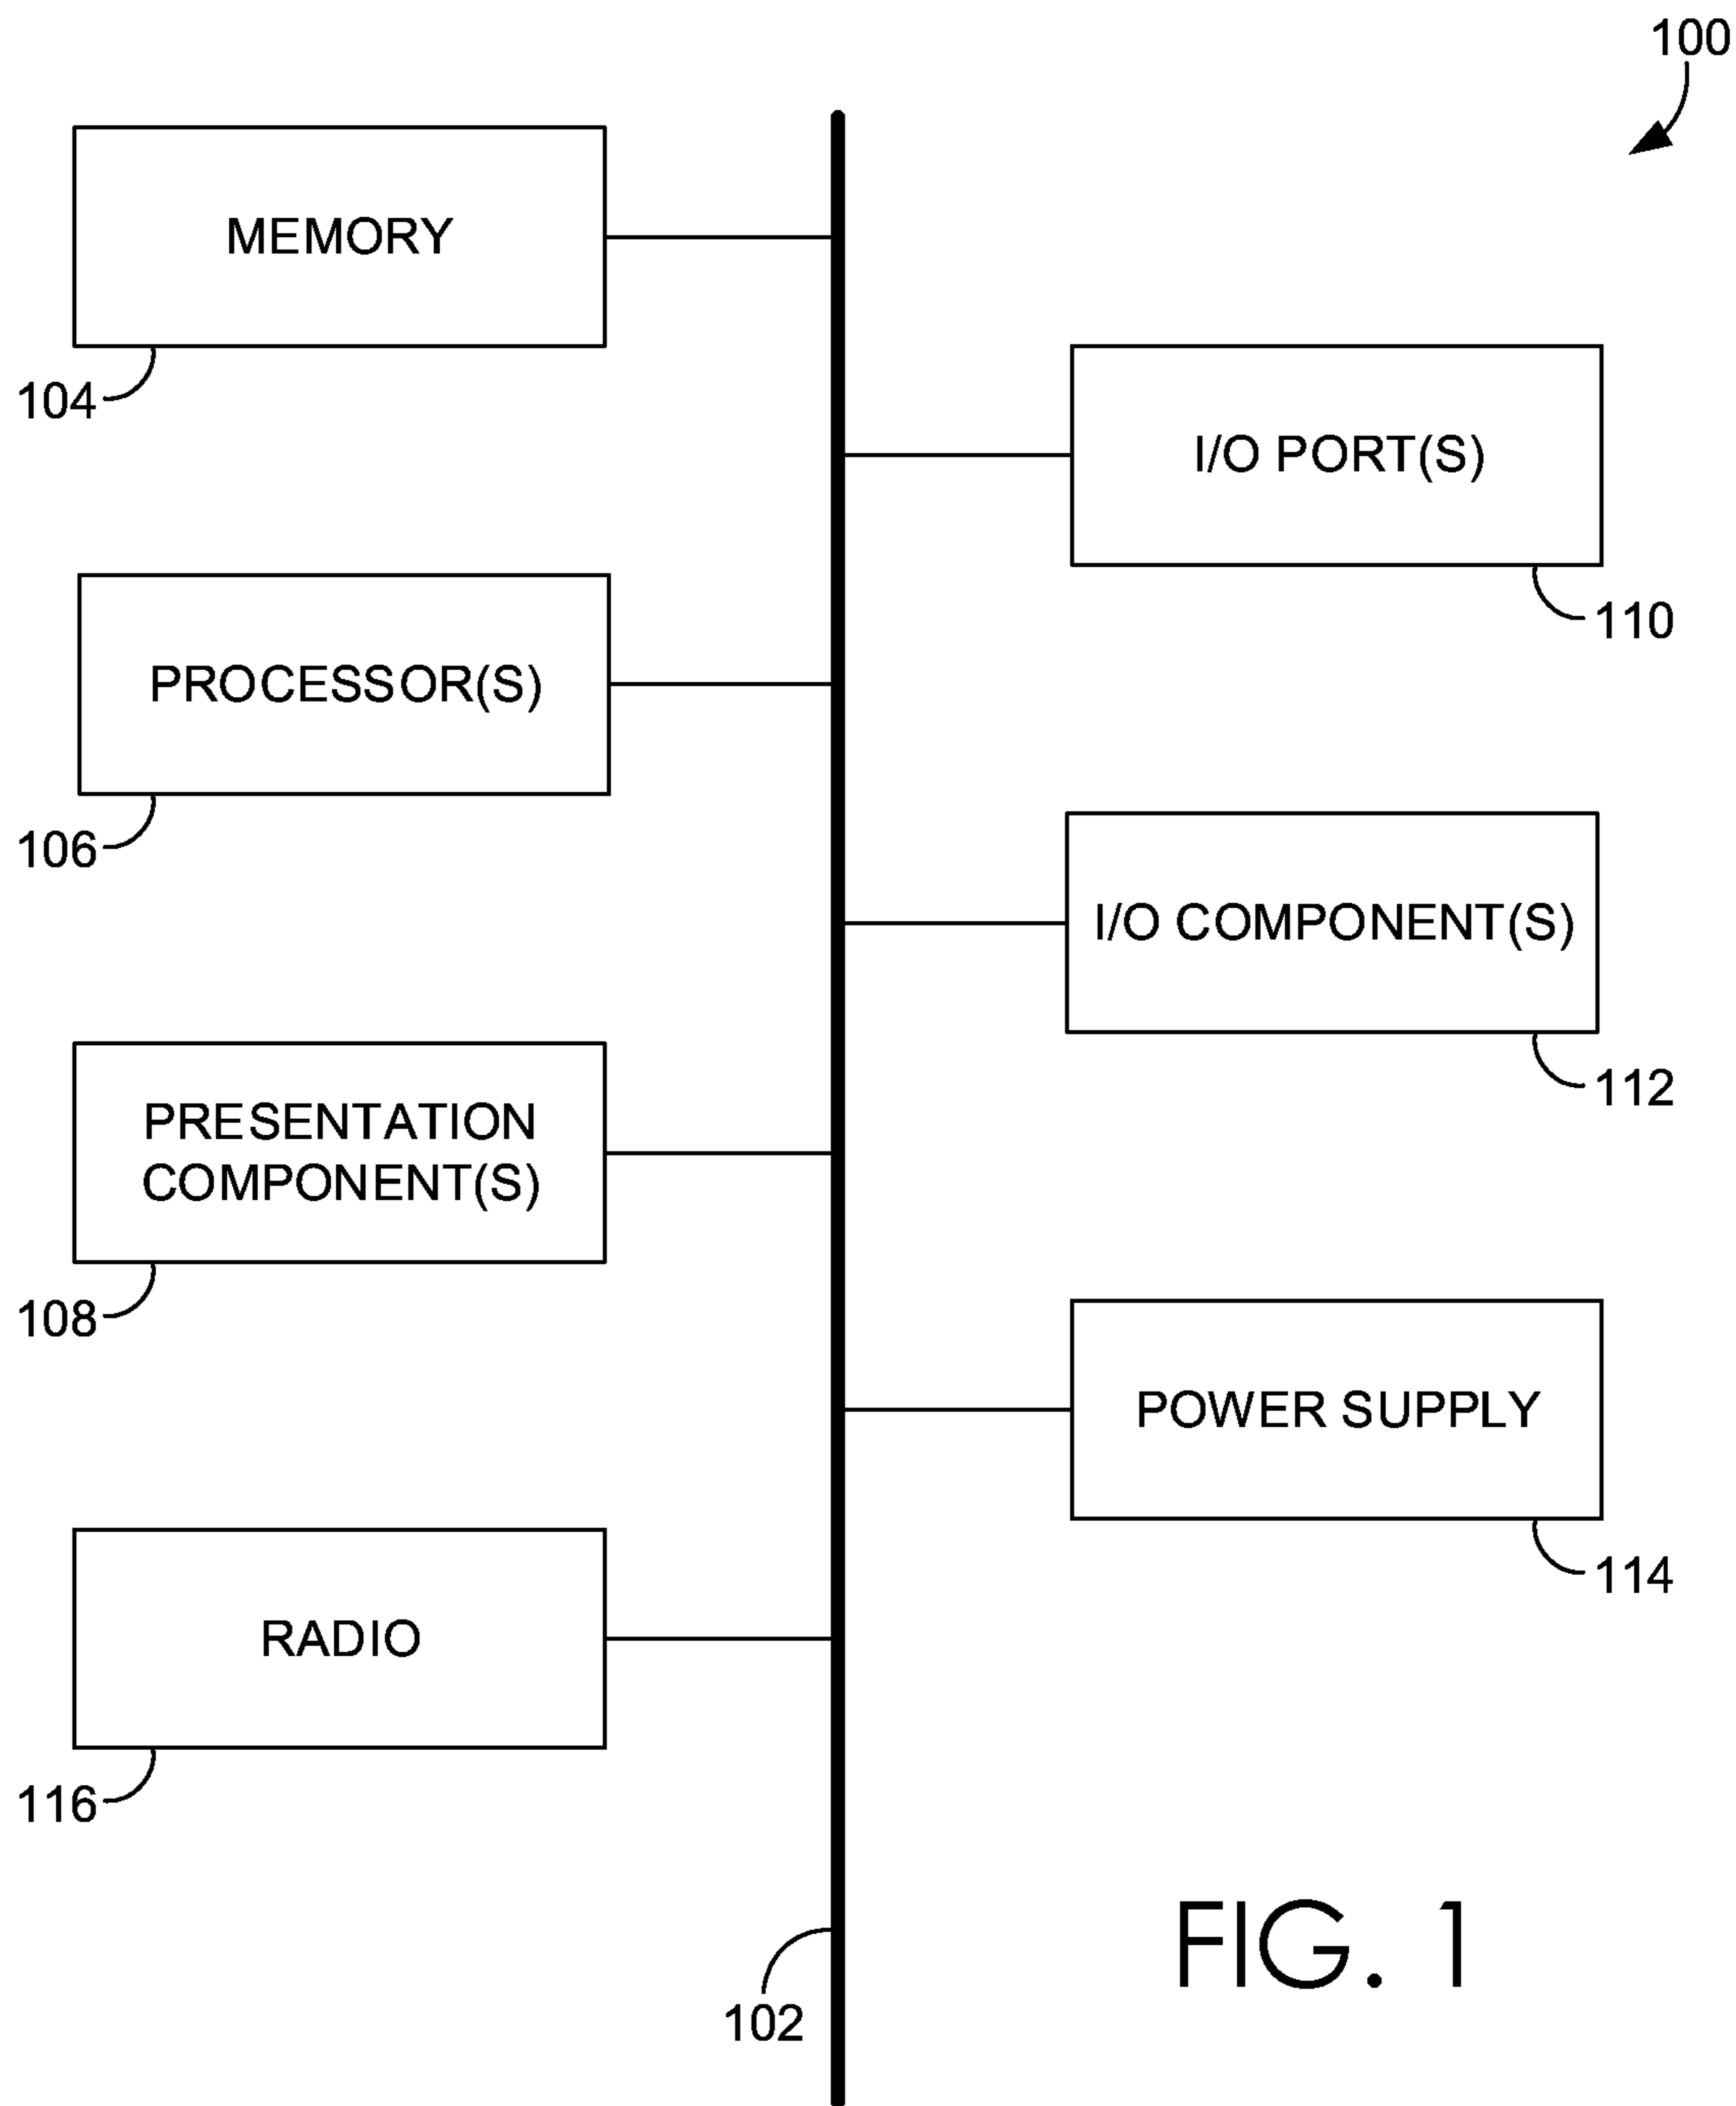 100
MEMORY
104
I/O PORT(S)
110
PROCESSOR(S)
106
I/O COMPONENT(S)
112
PRESENTATION
COMPONENT(S)
108
POWER SUPPLY
114
RADIO
116
102
FIG. 1